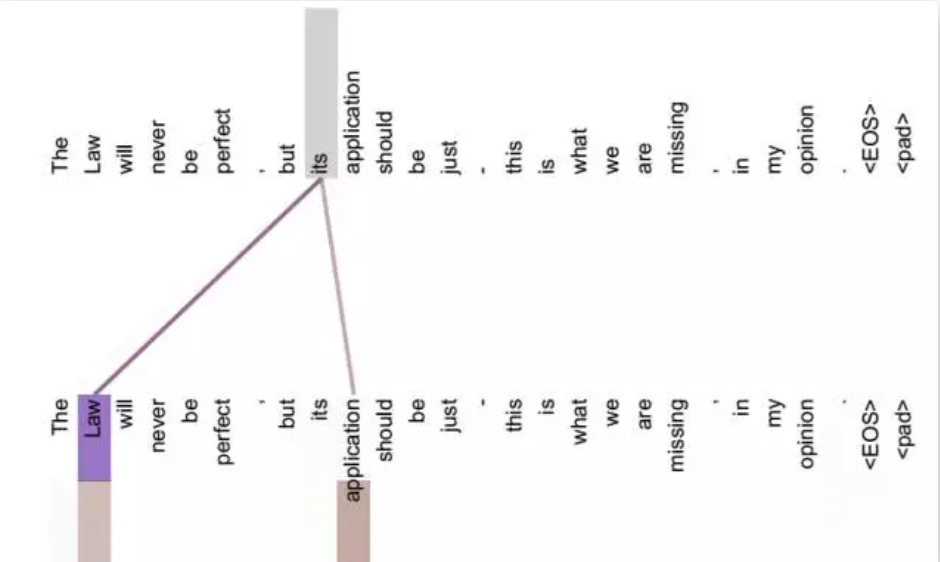 The Law will never be perfect , but its application should be just - this is what we are missing , in my opinion . <EOS> <pad>
The Law will never be perfect , but its application should be just - this is what we are missing , in my opinion . <EOS> <pad>